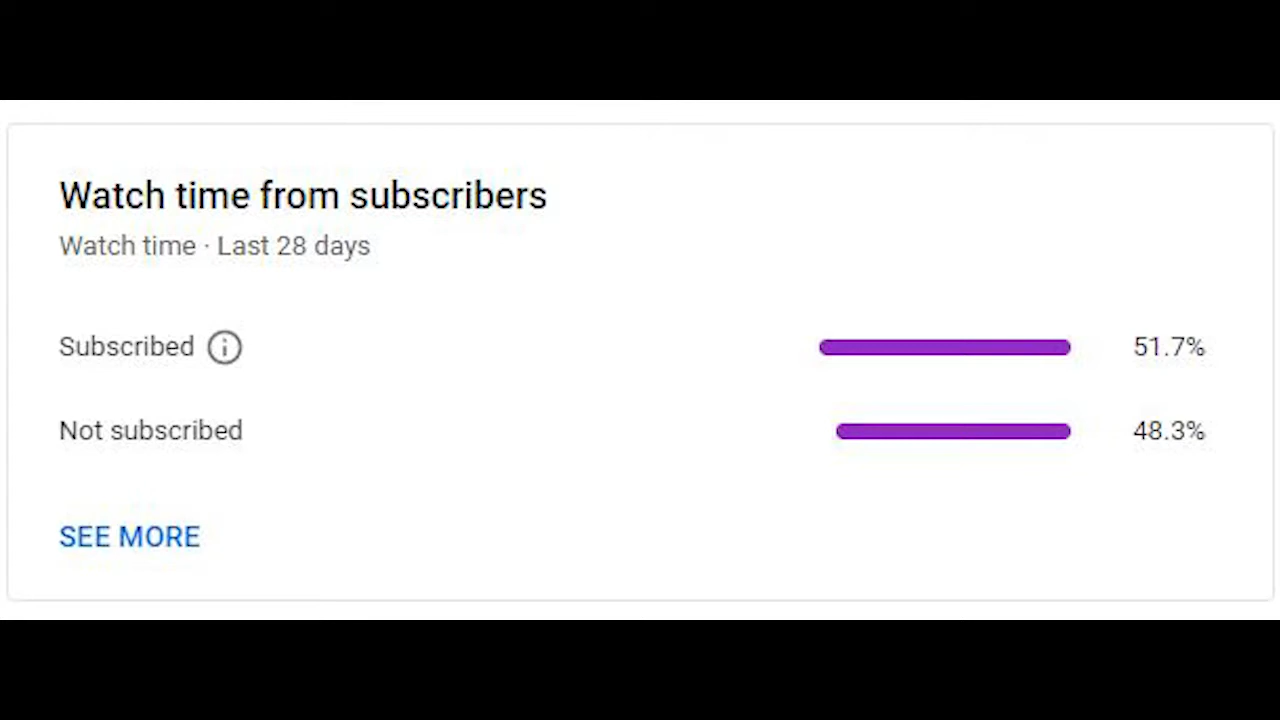 Watch time from subscribers
Watch time · Last 28 days
Subscribed 51.7%
Not subscribed 48.3%
SEE MORE